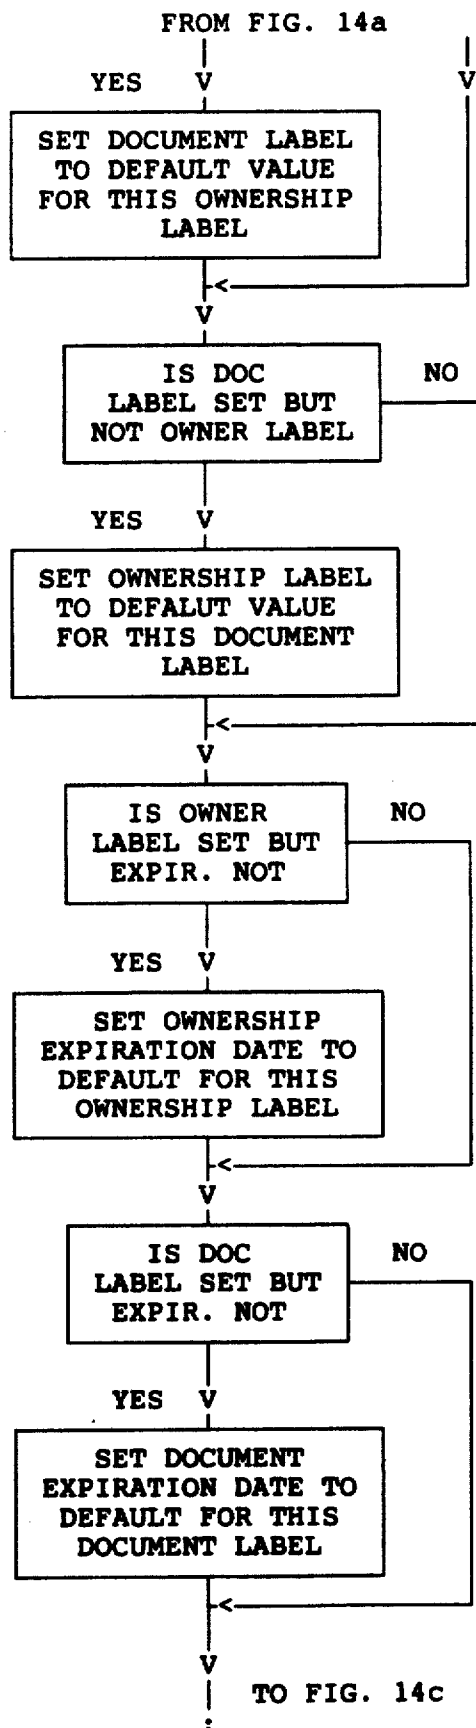 FROM FIG. 14a
YES V V
SET DOCUMENT LABEL
TO DEFAULT VALUE
FOR THIS OWNERSHIP
LABEL
<
V
IS DOC
LABEL SET BUT
NOT OWNER LABEL
NO
YES V
SET OWNERSHIP LABEL
TO DEFALUT VALUE
FOR THIS DOCUMENT
LABEL
<
V
IS OWNER
LABEL SET BUT
EXPIR. NOT
NO
YES V
SET OWNERSHIP
EXPIRATION DATE TO
DEFAULT FOR THIS
OWNERSHIP LABEL
<
V
IS DOC
LABEL SET BUT
EXPIR. NOT
NO
YES V
SET DOCUMENT
EXPIRATION DATE TO
DEFAULT FOR THIS
DOCUMENT LABEL
<
V
TO FIG. 14c